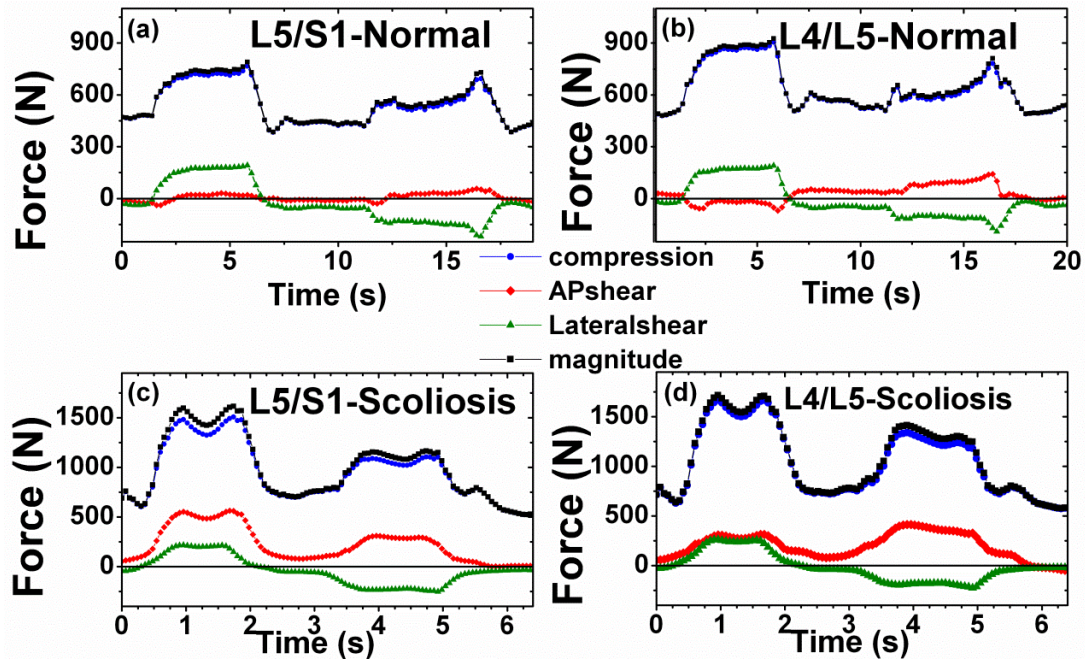 (a) L5/S1-Normal
Force (N)
900
600
300
0
0 5 10 15
Time (s)
(b) L4/L5-Normal
Force (N)
900
600
300
0
0 5 10 15 20
Time (s)
compression
APshear
Lateralshear
magnitude
(c) L5/S1-Scoliosis
Force (N)
1500
1000
500
0
0 1 2 3 4 5 6
Time (s)
(d) L4/L5-Scoliosis
Force (N)
1500
1000
500
0
0 1 2 3 4 5 6
Time (s)